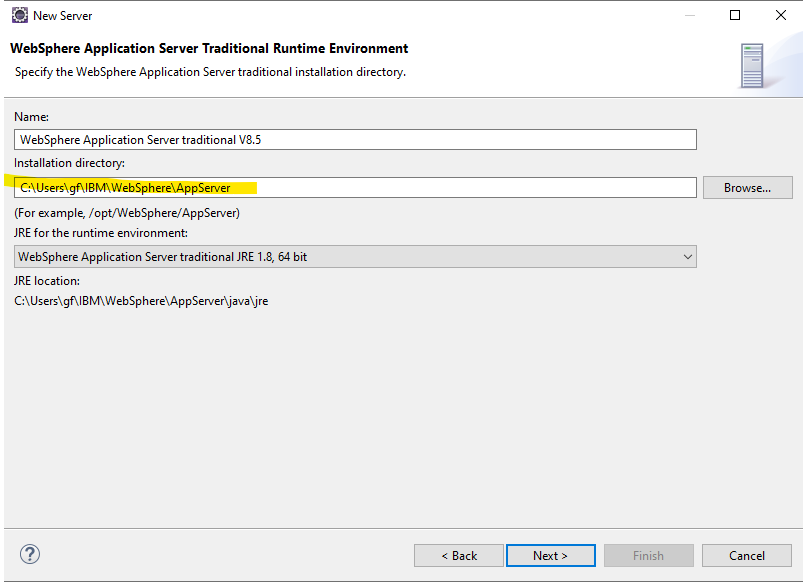 New Server
WebSphere Application Server Traditional Runtime Environment
Specify the WebSphere Application Server traditional installation directory.
Name:
WebSphere Application Server traditional V8.5
Installation directory:
C:\Users\gf\IBM\WebSphere\AppServer
Browse...
(For example, /opt/WebSphere/AppServer)
JRE for the runtime environment:
WebSphere Application Server traditional JRE 1.8, 64 bit
JRE location:
C:\Users\gf\IBM\WebSphere\AppServer\java\jre
? < Back Next > Finish Cancel